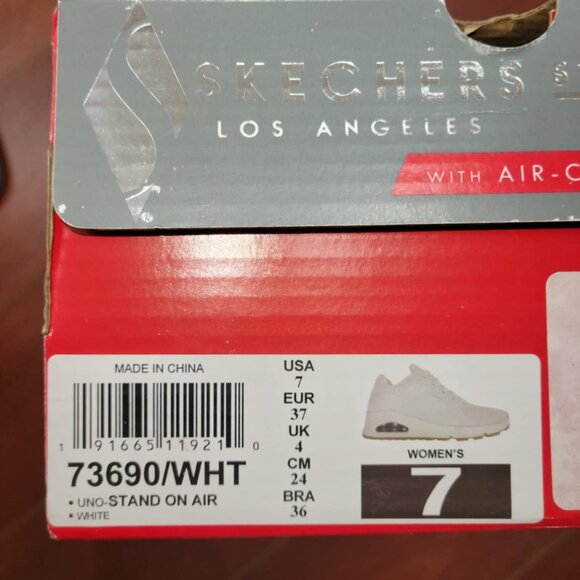 SKECHERS
LOS ANGELES
WITH AIR-C
MADE IN CHINA
1 91665 11921 0
73690/WHT
• UNO-STAND ON AIR
• WHITE
USA
7
EUR
37
UK
4
CM
24
BRA
36
WOMEN'S
7